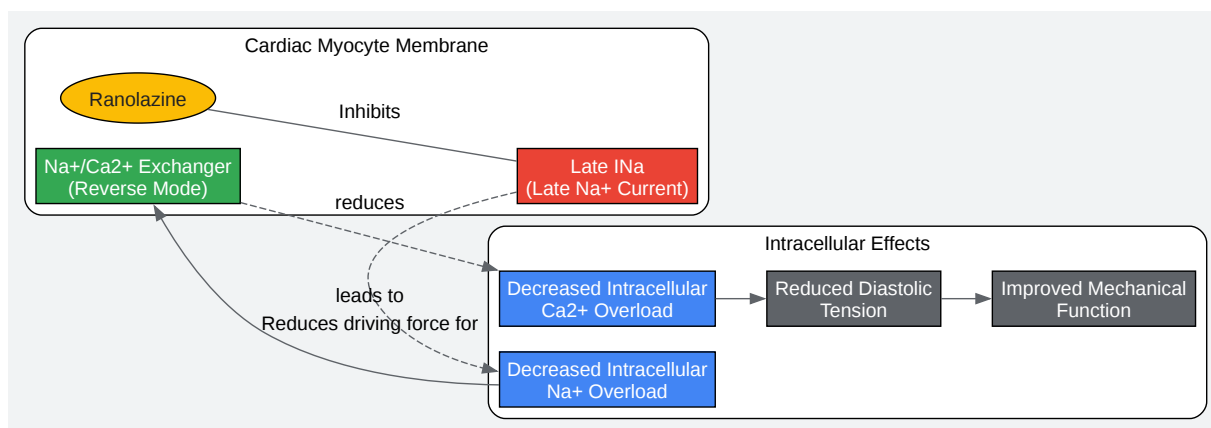 Cardiac Myocyte Membrane
Ranolazine
Inhibits
Na+/Ca2+ Exchanger
(Reverse Mode)
Late INa
(Late Na+ Current)
reduces
Intracellular Effects
Decreased Intracellular
Ca2+ Overload
Reduced Diastolic
Tension
Improved Mechanical
Function
leads to
Reduces driving force for
Decreased Intracellular
Na+ Overload